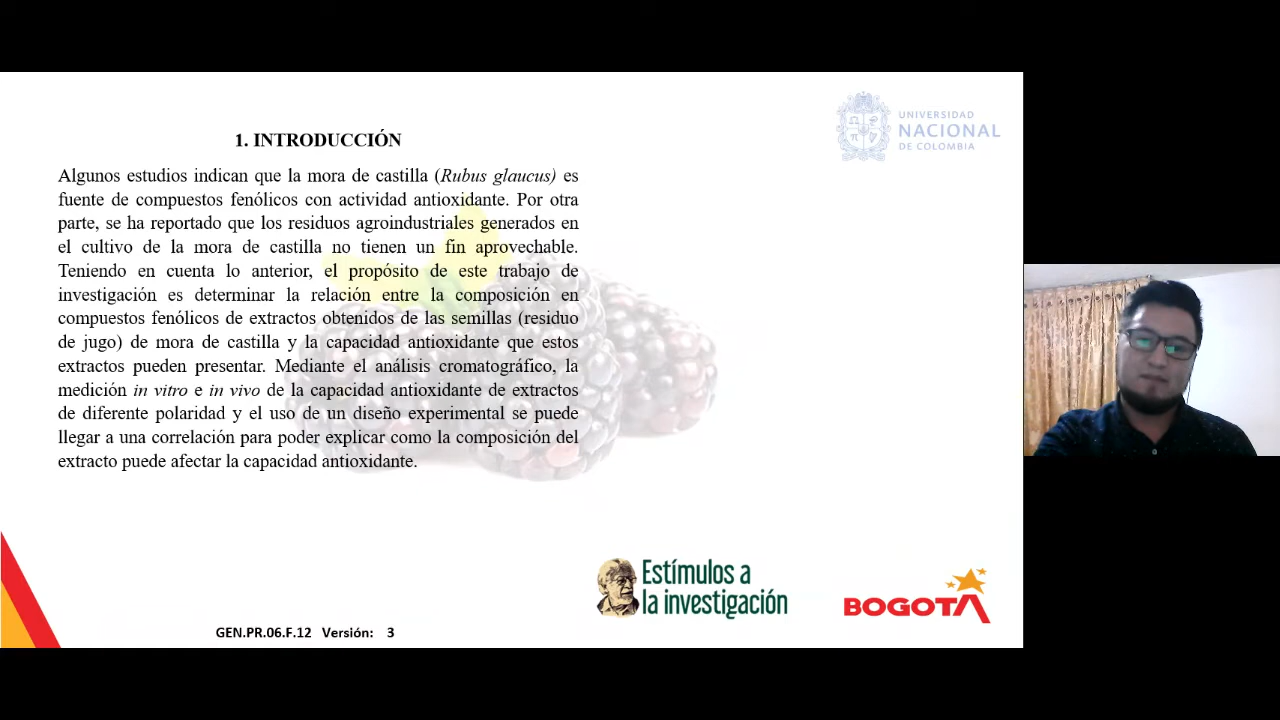 UNIVERSIDAD
NACIONAL
DE COLOMBIA
1. INTRODUCCIÓN
Algunos estudios indican que la mora de castilla (Rubus glaucus) es
fuente de compuestos fenólicos con actividad antioxidante. Por otra
parte, se ha reportado que los residuos agroindustriales generados en
el cultivo de la mora de castilla no tienen un fin aprovechable.
Teniendo en cuenta lo anterior, el propósito de este trabajo de
investigación es determinar la relación entre la composición en
compuestos fenólicos de extractos obtenidos de las semillas (residuo
de jugo) de mora de castilla y la capacidad antioxidante que estos
extractos pueden presentar. Mediante el análisis cromatográfico, la
medición in vitro e in vivo de la capacidad antioxidante de extractos
de diferente polaridad y el uso de un diseño experimental se puede
llegar a una correlación para poder explicar como la composición del
extracto puede afectar la capacidad antioxidante.
Estímulos a
la investigación
BOGOTÁ
GEN.PR.06.F.12 Versión: 3